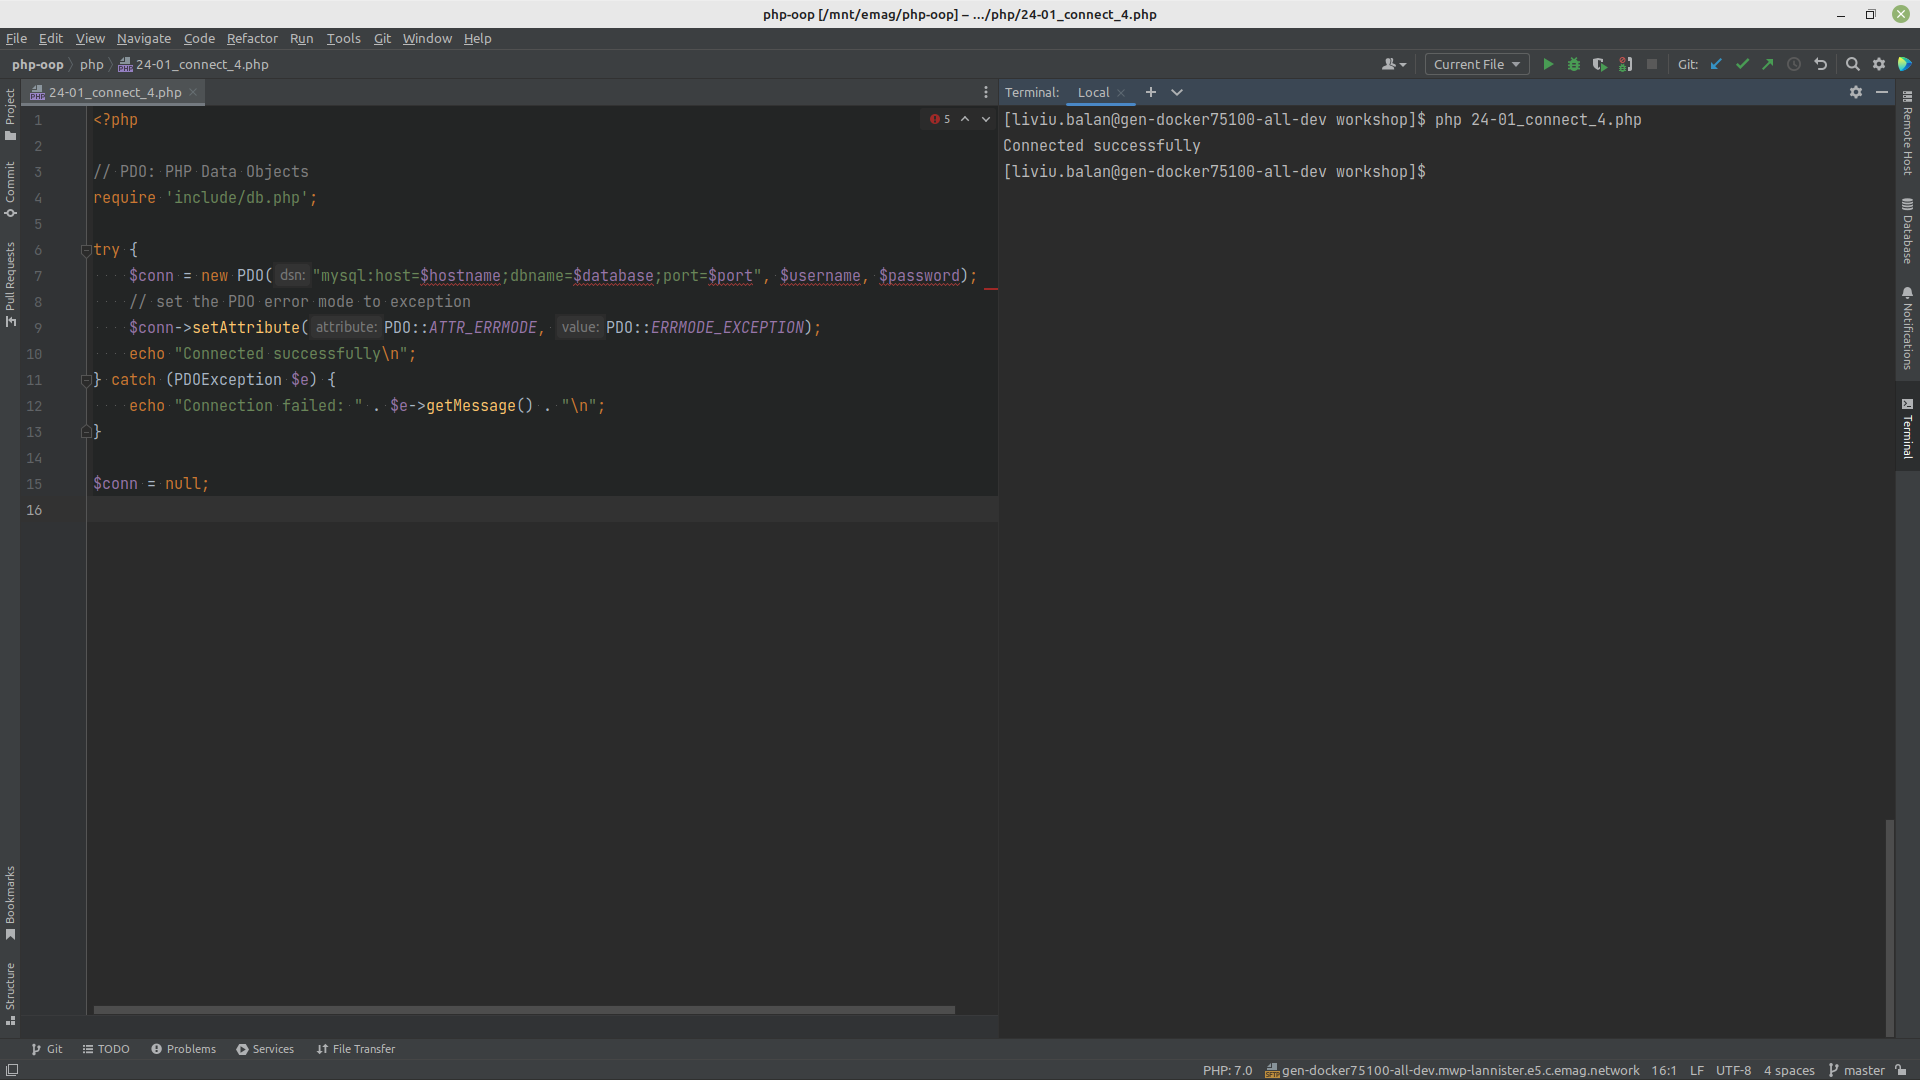 php-oop [/mnt/emag/php-oop] – .../php/24-01_connect_4.php
File Edit View Navigate Code Refactor Run Tools Git Window Help
php-oop php 24-01_connect_4.php
Current File
Git:
24-01_connect_4.php
5
1 <?php
2
3 // PDO: PHP Data Objects
4 require 'include/db.php';
5
6 try {
7 $conn = new PDO( dsn: "mysql:host=$hostname;dbname=$database;port=$port", $username, $password);
8 // set the PDO error mode to exception
9 $conn->setAttribute( attribute: PDO::ATTR_ERRMODE, value: PDO::ERRMODE_EXCEPTION);
10 echo "Connected successfully\n";
11 } catch (PDOException $e) {
12 echo "Connection failed: " . $e->getMessage() . "\n";
13 }
14
15 $conn = null;
16
Terminal: Local
[liviu.balan@gen-docker75100-all-dev workshop]$ php 24-01_connect_4.php
Connected successfully
[liviu.balan@gen-docker75100-all-dev workshop]$
Project
Commit
Pull Requests
Bookmarks
Structure
Remote Host
Database
Notifications
Terminal
Git TODO Problems Services File Transfer
PHP: 7.0 gen-docker75100-all-dev.mwp-lannister.e5.c.emag.network 16:1 LF UTF-8 4 spaces master